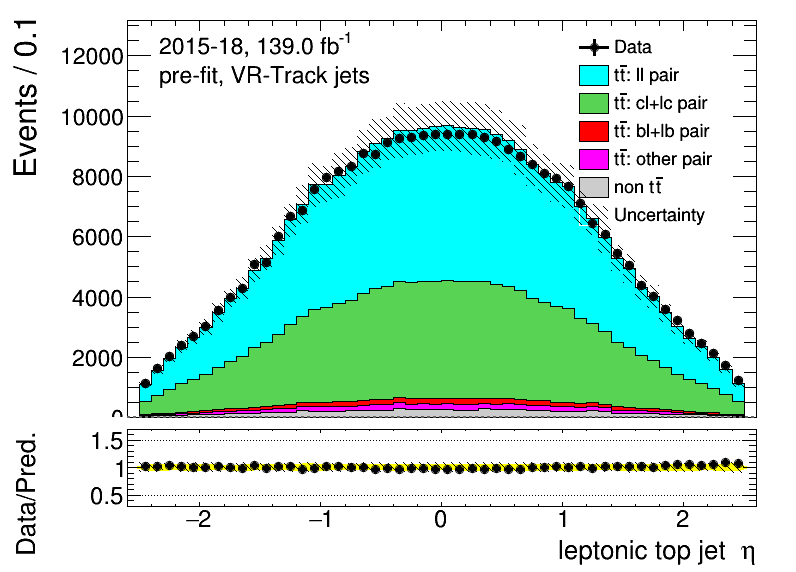 Events / 0.1
12000
10000
8000
6000
4000
2000
0
2015-18, 139.0 fb⁻¹
pre-fit, VR-Track jets
Data
tt̄: ll pair
tt̄: cl+lc pair
tt̄: bl+lb pair
tt̄: other pair
non tt̄
Uncertainty
Data/Pred.
1.5
1
0.5
−2
−1
0
1
2
leptonic top jet η